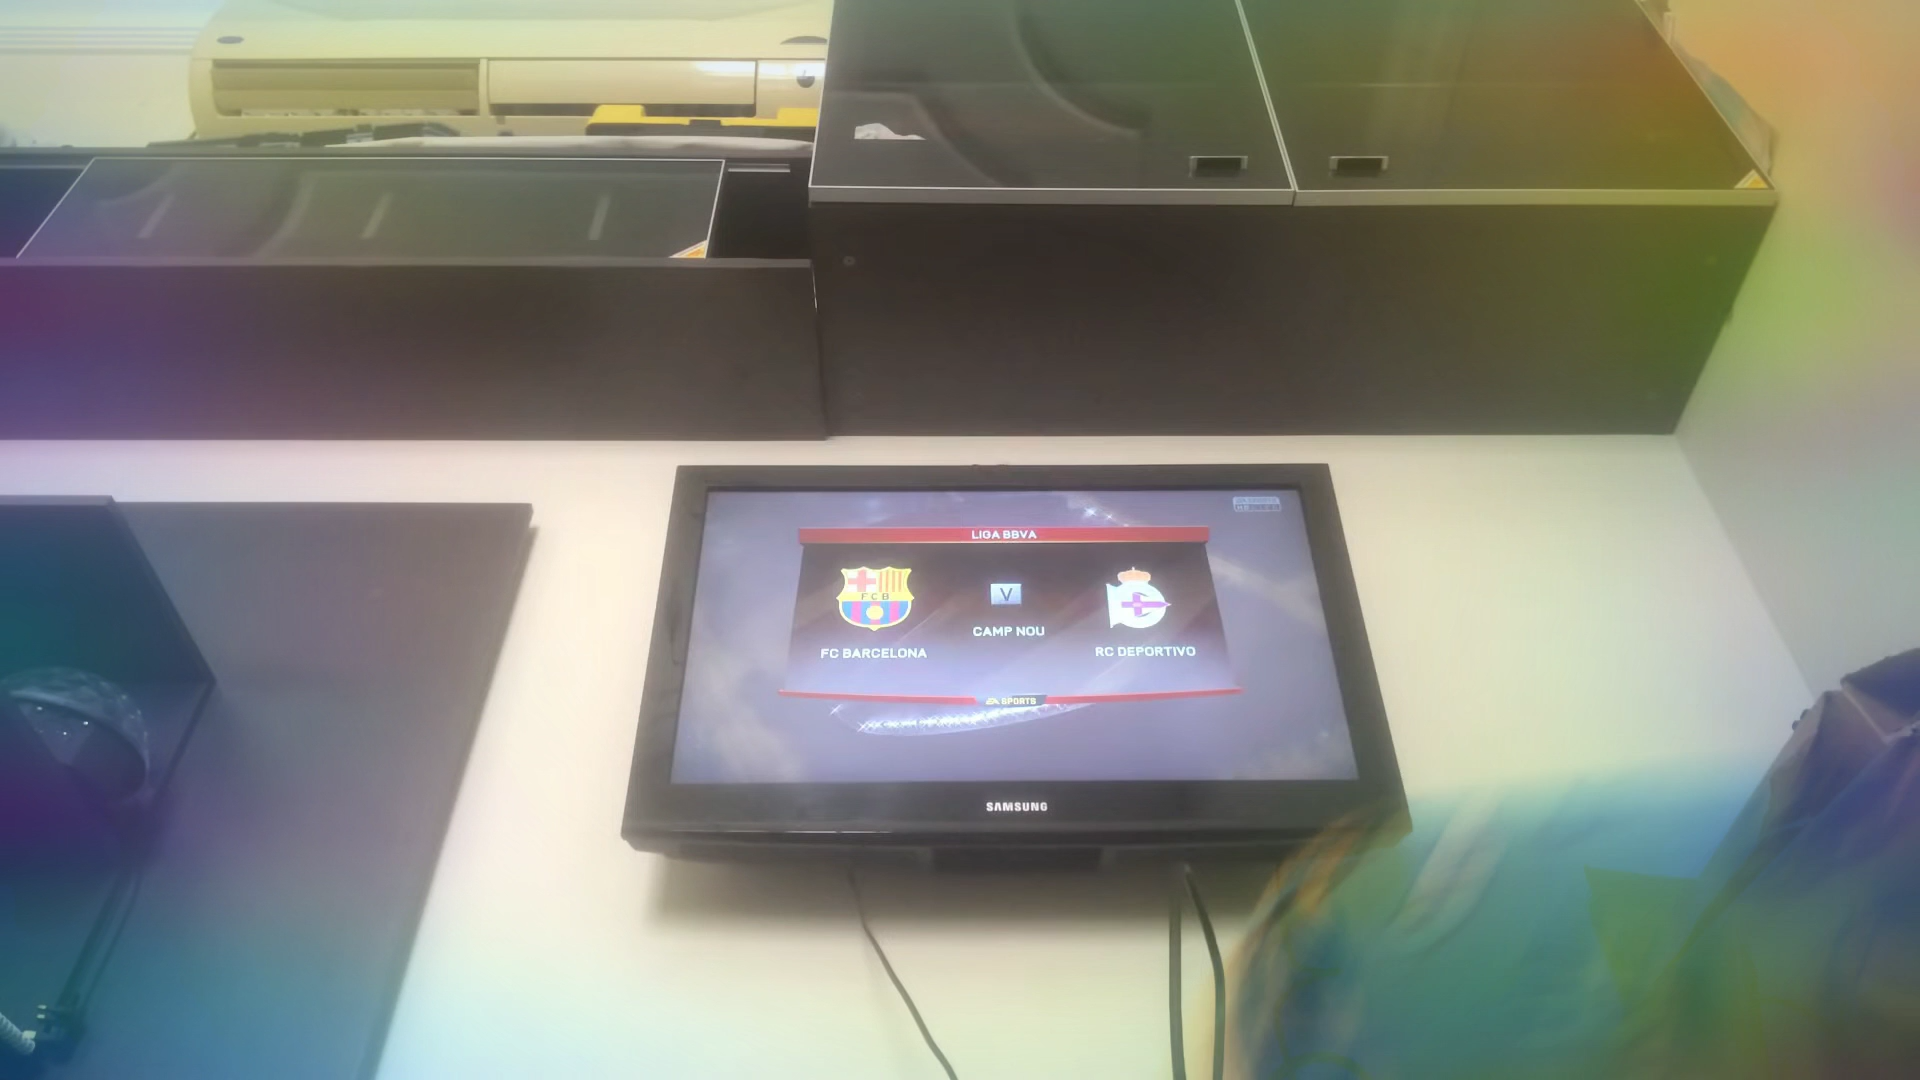 LIGA BBVA
FCB
V
CAMP NOU
FC BARCELONA
RC DEPORTIVO
EA SPORTS
SAMSUNG